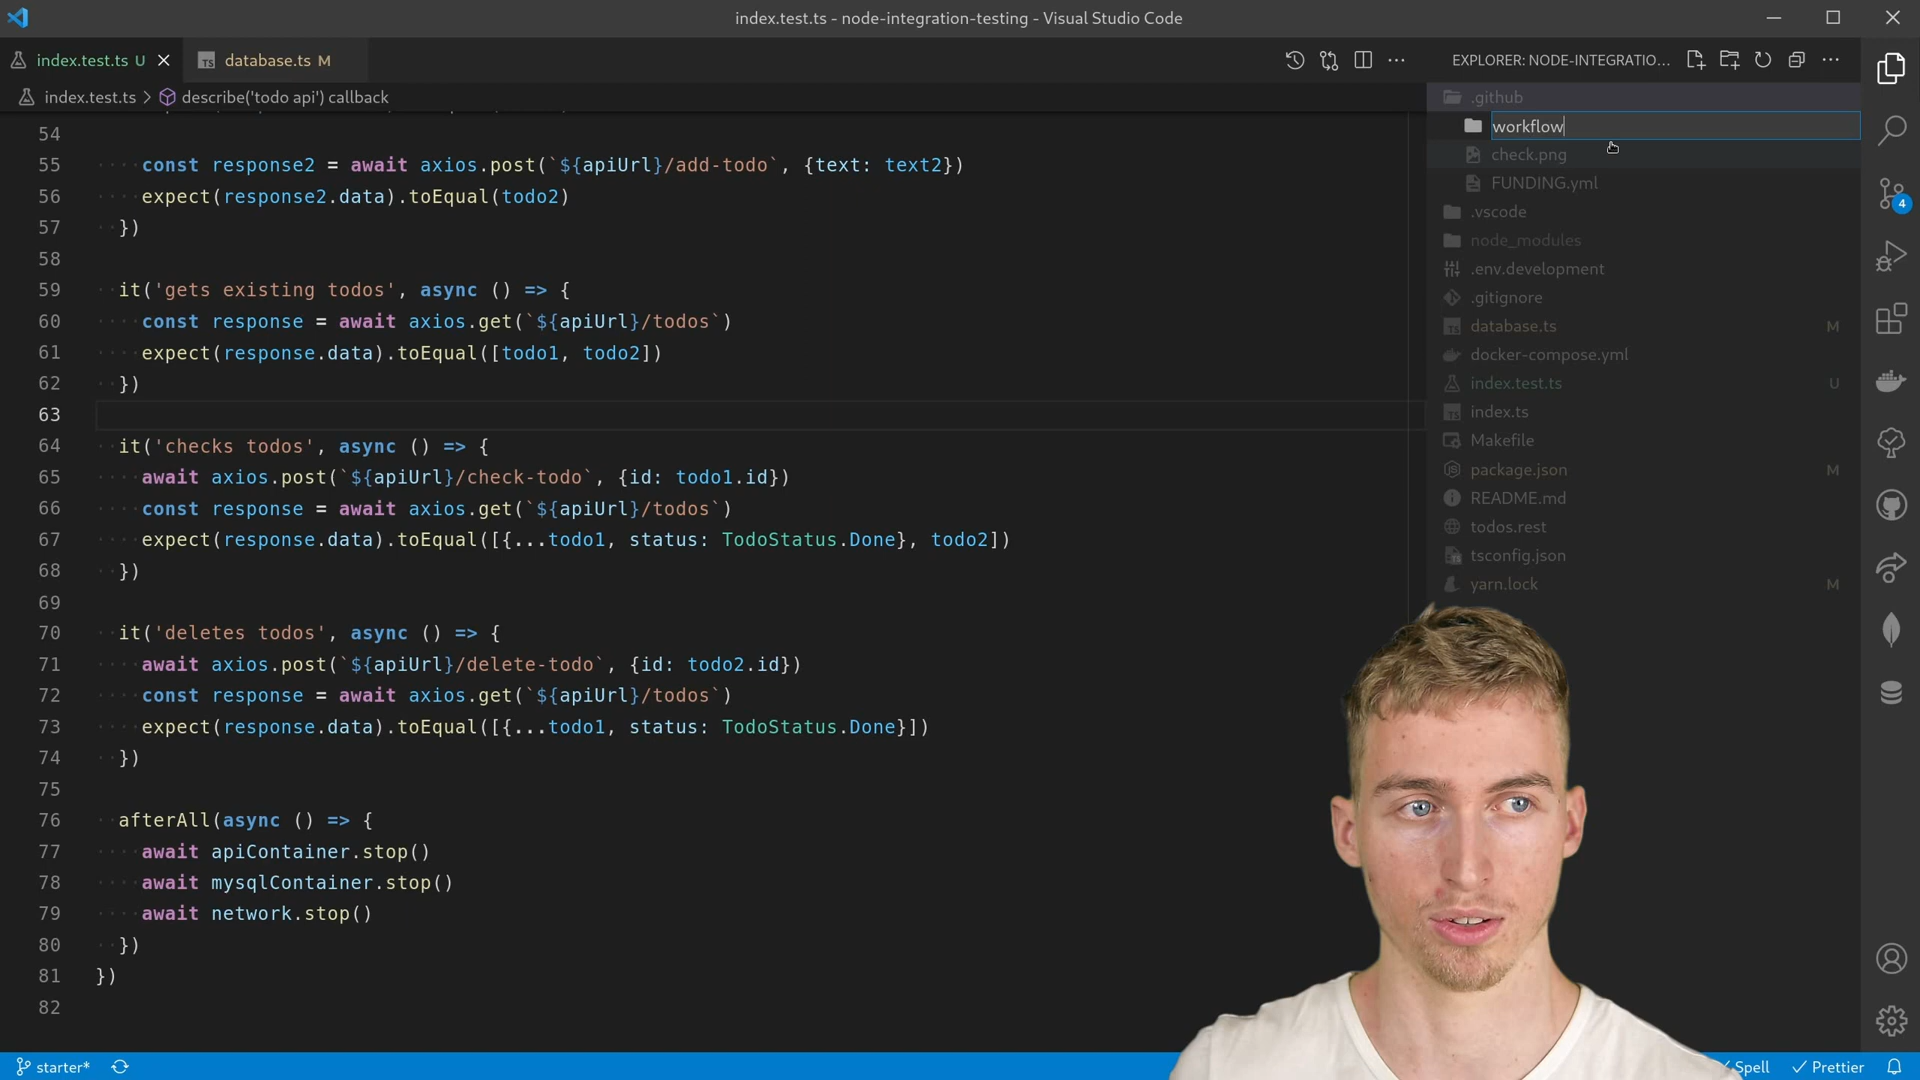 index.test.ts - node-integration-testing - Visual Studio Code
index.test.ts U
TS database.ts M
EXPLORER: NODE-INTEGRATIO...
index.test.ts > describe('todo api') callback
54
55 ····const response2 = await axios.post(`${apiUrl}/add-todo`, {text: text2})
56 ····expect(response2.data).toEqual(todo2)
57 ··})
58
59 ··it('gets existing todos', async () => {
60 ····const response = await axios.get(`${apiUrl}/todos`)
61 ····expect(response.data).toEqual([todo1, todo2])
62 ··})
63
64 ··it('checks todos', async () => {
65 ····await axios.post(`${apiUrl}/check-todo`, {id: todo1.id})
66 ····const response = await axios.get(`${apiUrl}/todos`)
67 ····expect(response.data).toEqual([{...todo1, status: TodoStatus.Done}, todo2])
68 ··})
69
70 ··it('deletes todos', async () => {
71 ····await axios.post(`${apiUrl}/delete-todo`, {id: todo2.id})
72 ····const response = await axios.get(`${apiUrl}/todos`)
73 ····expect(response.data).toEqual([{...todo1, status: TodoStatus.Done}])
74 ··})
75
76 ··afterAll(async () => {
77 ····await apiContainer.stop()
78 ····await mysqlContainer.stop()
79 ····await network.stop()
80 ··})
81 })
82
.github
workflow
check.png
FUNDING.yml
.vscode
node_modules
.env.development
.gitignore
TS database.ts M
docker-compose.yml
index.test.ts U
TS index.ts
Makefile
package.json M
README.md
todos.rest
tsconfig.json
yarn.lock M
4
starter*
Spell
Prettier